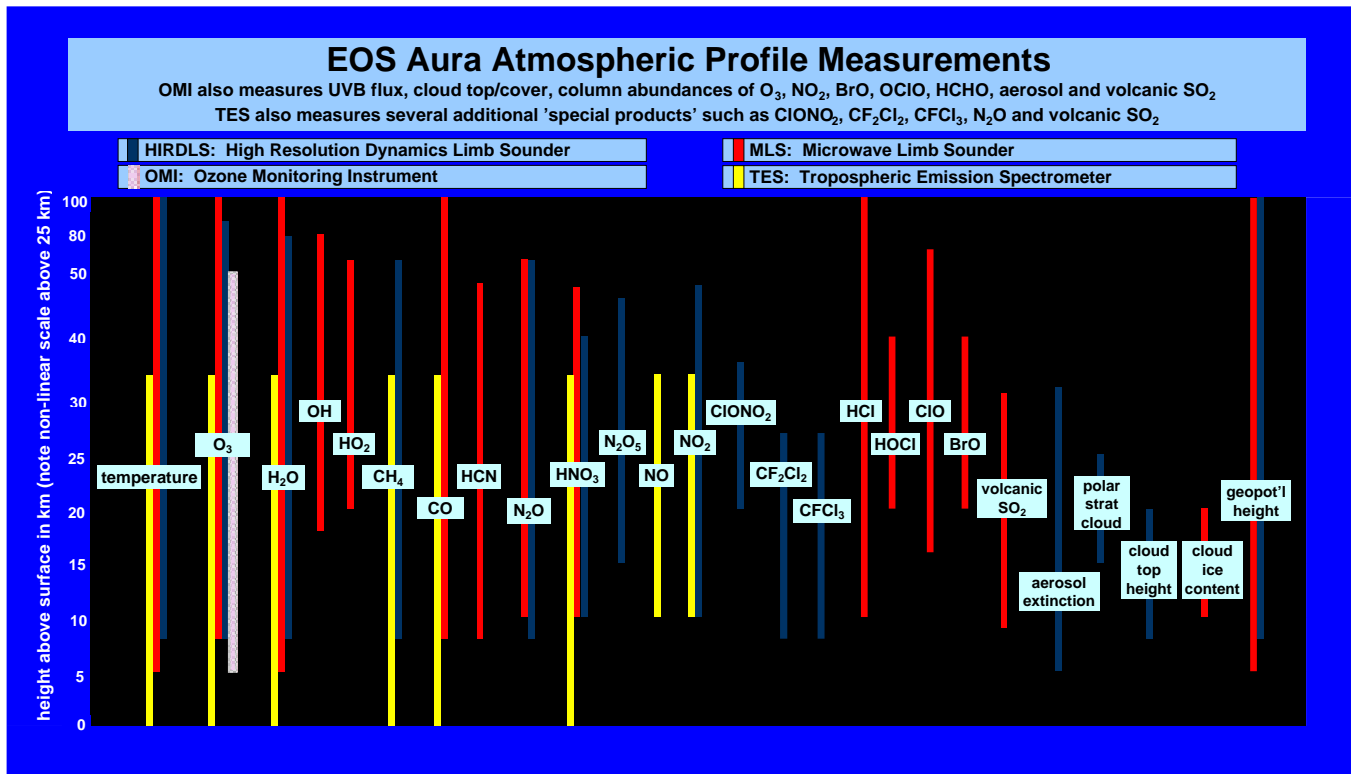 EOS Aura Atmospheric Profile Measurements
OMI also measures UVB flux, cloud top/cover, column abundances of O₃, NO₂, BrO, OClO, HCHO, aerosol and volcanic SO₂
TES also measures several additional ’special products’ such as ClONO₂, CF₂Cl₂, CFCl₃, N₂O and volcanic SO₂
HIRDLS: High Resolution Dynamics Limb Sounder
MLS: Microwave Limb Sounder
OMI: Ozone Monitoring Instrument
TES: Tropospheric Emission Spectrometer
height above surface in km (note non-linear scale above 25 km)
100
80
50
40
30
25
20
15
10
5
0
temperature
O₃
H₂O
OH
HO₂
CH₄
CO
HCN
N₂O
HNO₃
N₂O₅
NO
NO₂
ClONO₂
CF₂Cl₂
CFCl₃
HCl
HOCl
ClO
BrO
volcanic
SO₂
aerosol
extinction
polar
strat
cloud
cloud
top
height
cloud
ice
content
geopot'l
height